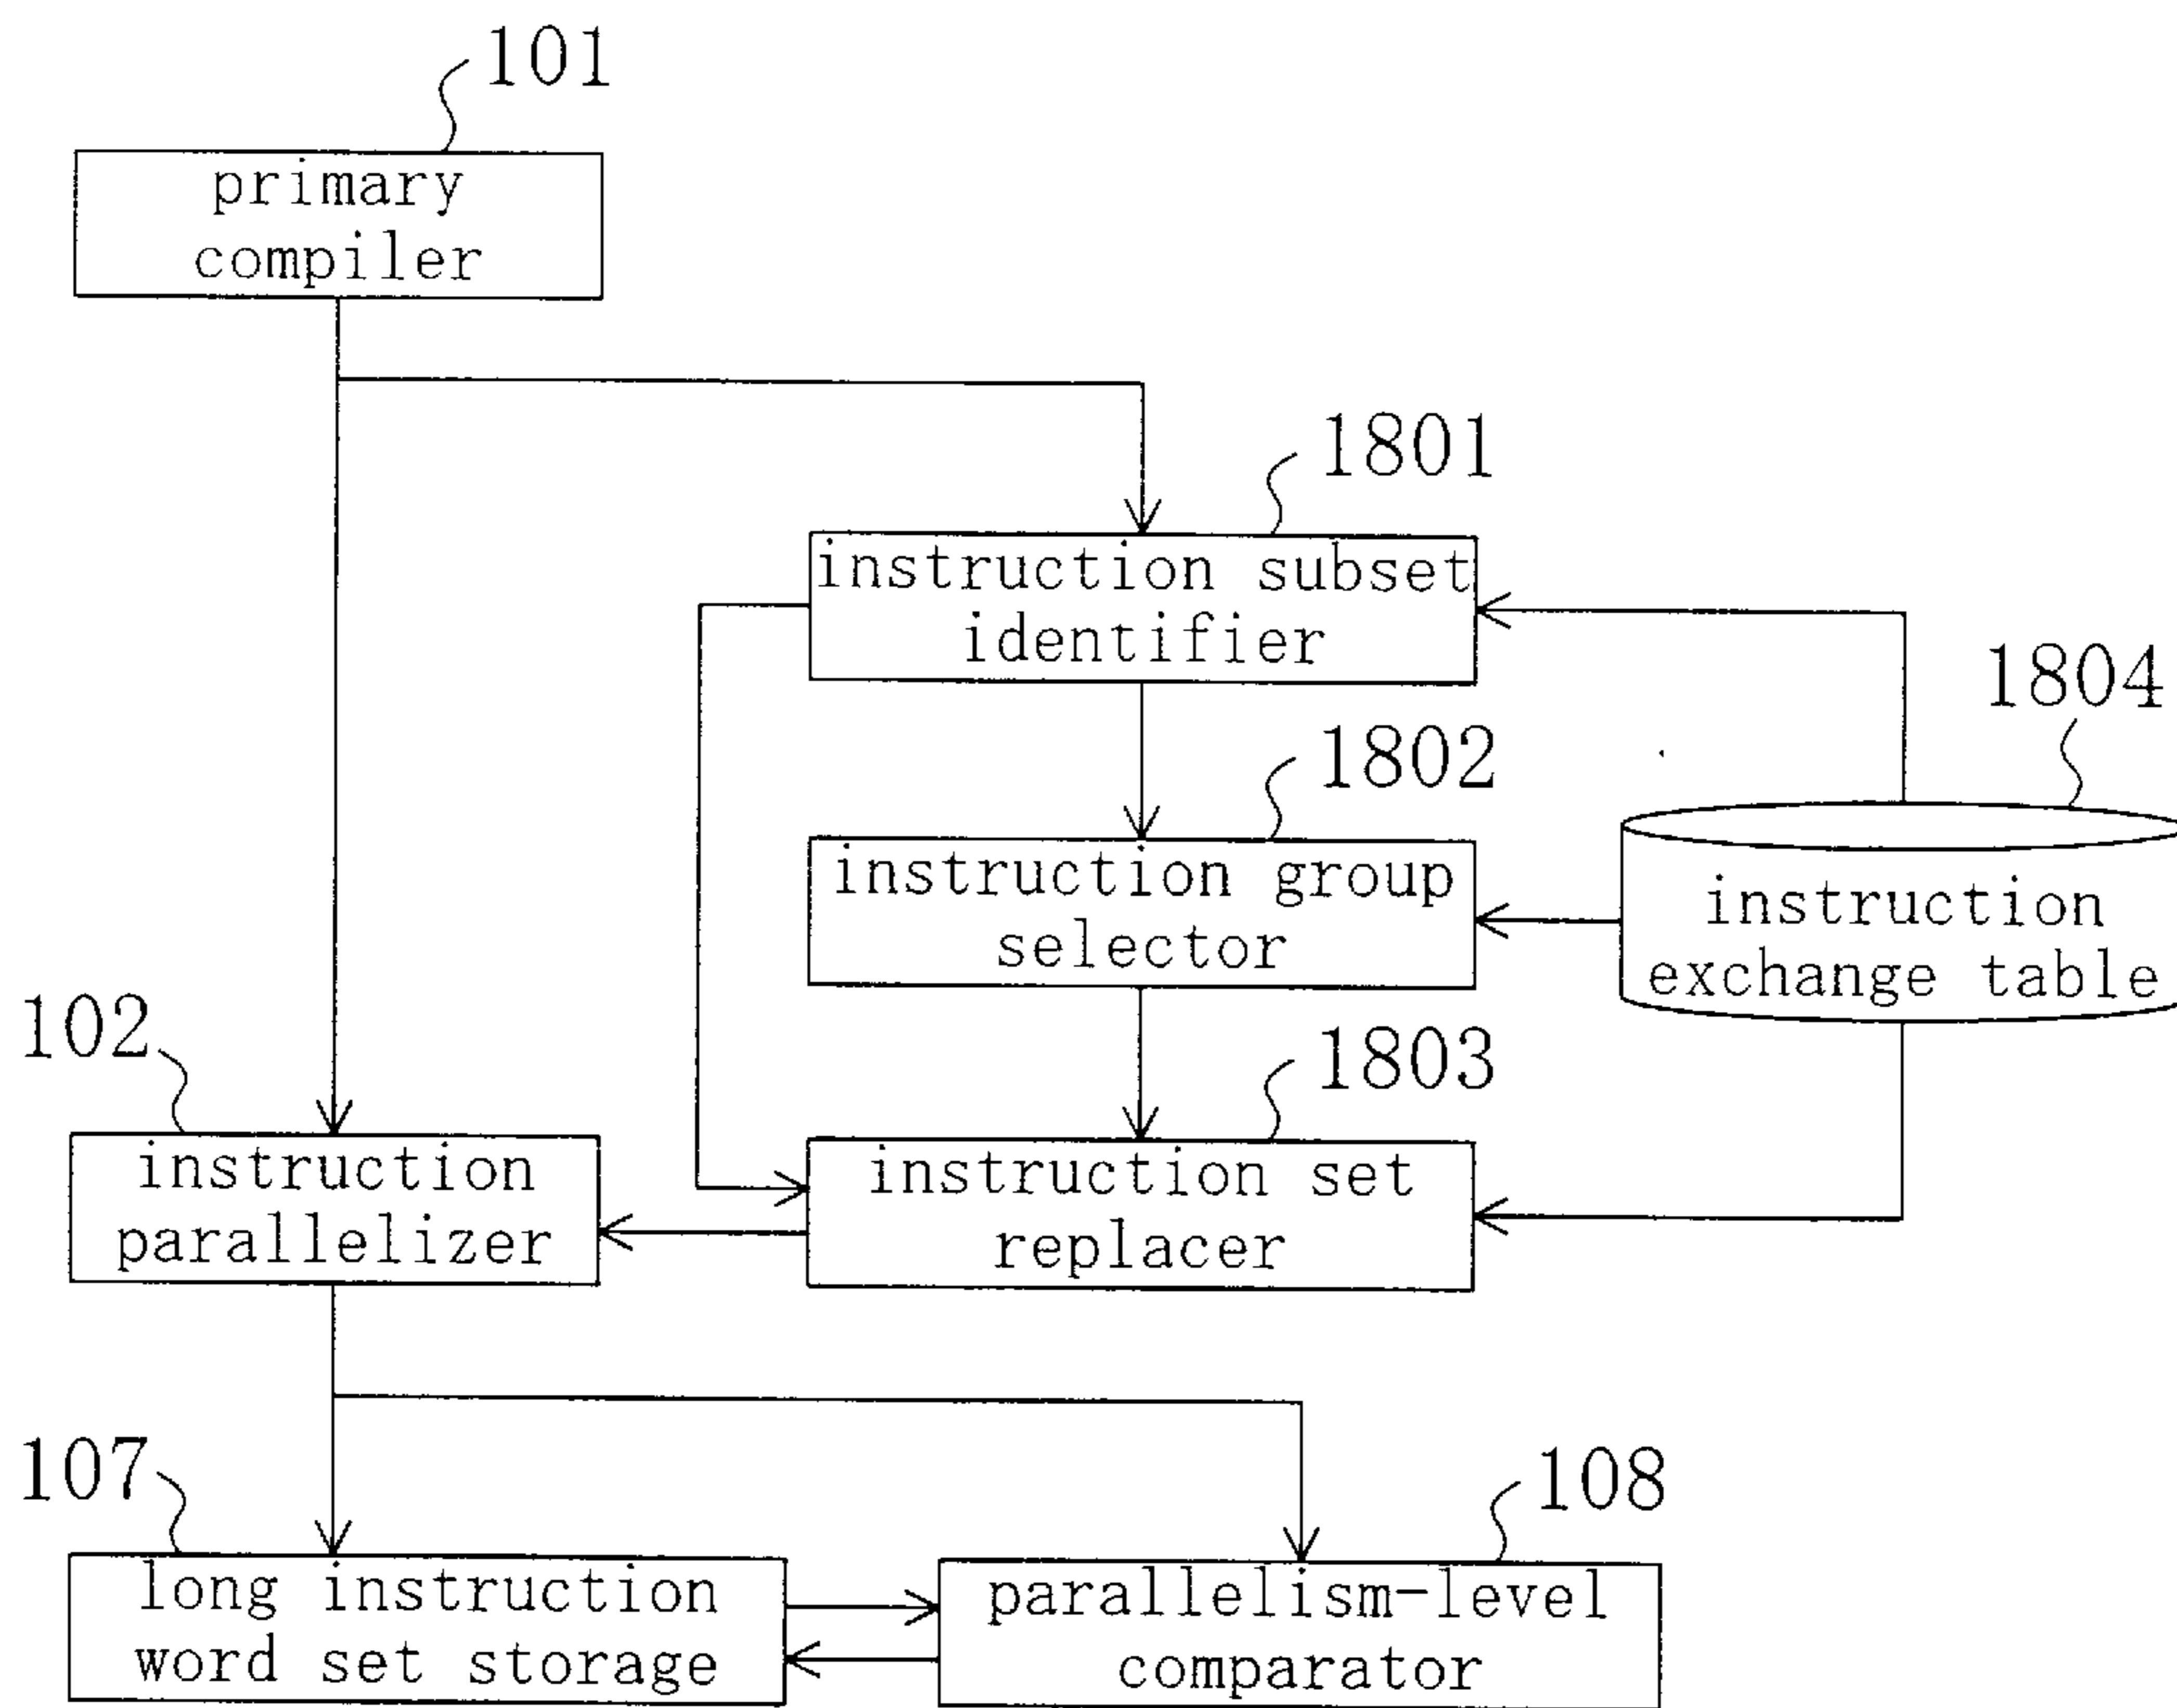 101
primary
compiler
1801
instruction subset
identifier
1804
1802
instruction group
selector
instruction
exchange table
102
1803
instruction
parallelizer
instruction set
replacer
107
108
long instruction
word set storage
parallelism-level
comparator